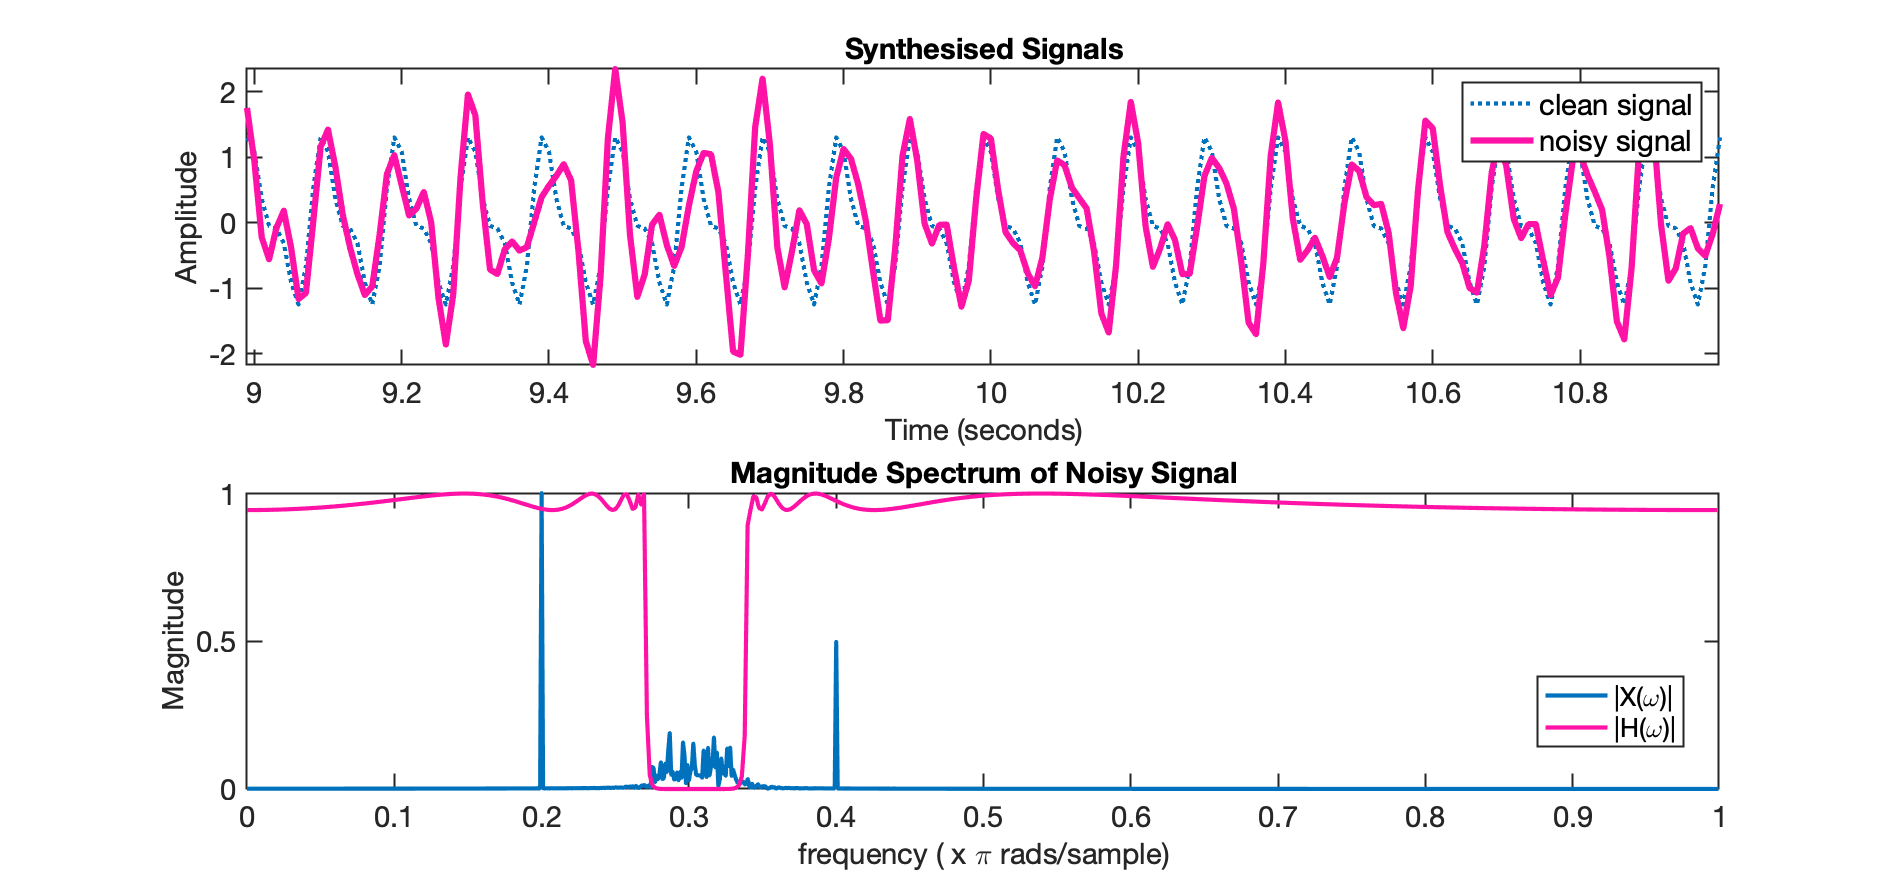 Synthesised Signals
2
1
0
-1
-2
Amplitude
clean signal
noisy signal
9 9.2 9.4 9.6 9.8 10 10.2 10.4 10.6 10.8
Time (seconds)
Magnitude Spectrum of Noisy Signal
1
0.5
0
Magnitude
|X(ω)|
|H(ω)|
0 0.1 0.2 0.3 0.4 0.5 0.6 0.7 0.8 0.9 1
frequency ( x π rads/sample)